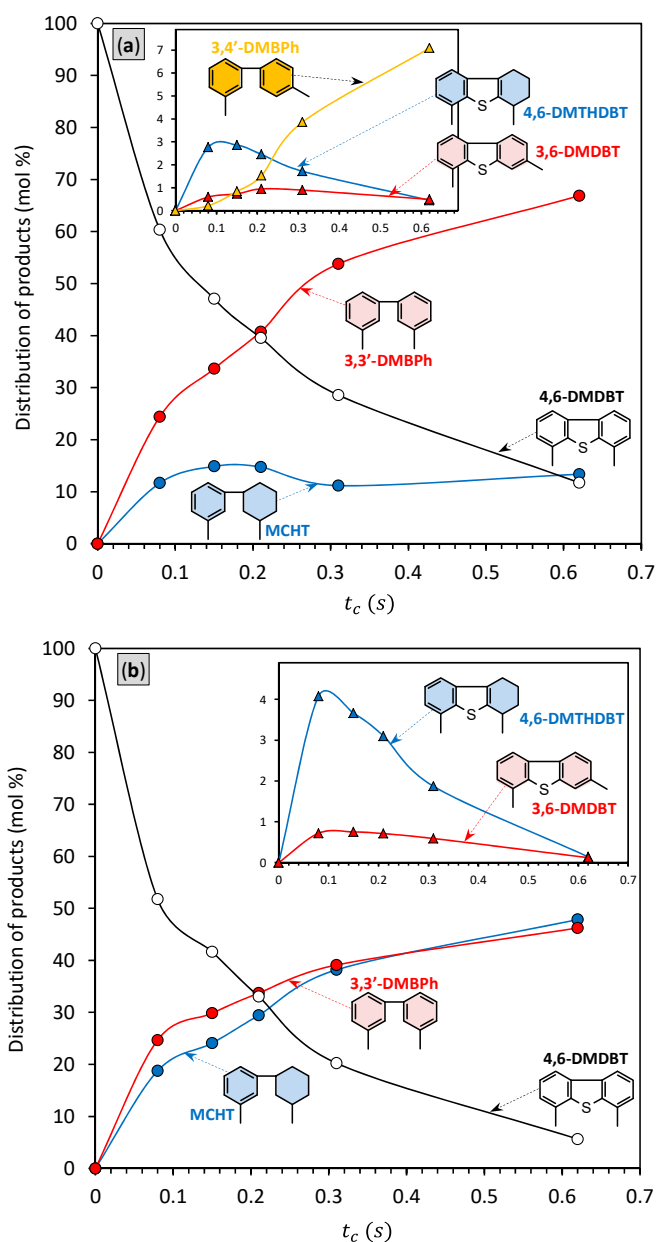 (a)
Distribution of products (mol %)
100
90
80
70
60
50
40
30
20
10
0
0
0.1
0.2
0.3
0.4
0.5
0.6
0.7
t_c (s)
7
6
5
4
3
2
1
0
0
0.1
0.2
0.3
0.4
0.5
0.6
3,4′-DMBPh
S
4,6-DMTHDBT
S
3,6-DMDBT
3,3′-DMBPh
4,6-DMDBT
S
MCHT
(b)
Distribution of products (mol %)
100
90
80
70
60
50
40
30
20
10
0
0
0.1
0.2
0.3
0.4
0.5
0.6
0.7
t_c (s)
4
3
2
1
0
0
0.1
0.2
0.3
0.4
0.5
0.6
0.7
S
4,6-DMTHDBT
S
3,6-DMDBT
3,3′-DMBPh
4,6-DMDBT
S
MCHT